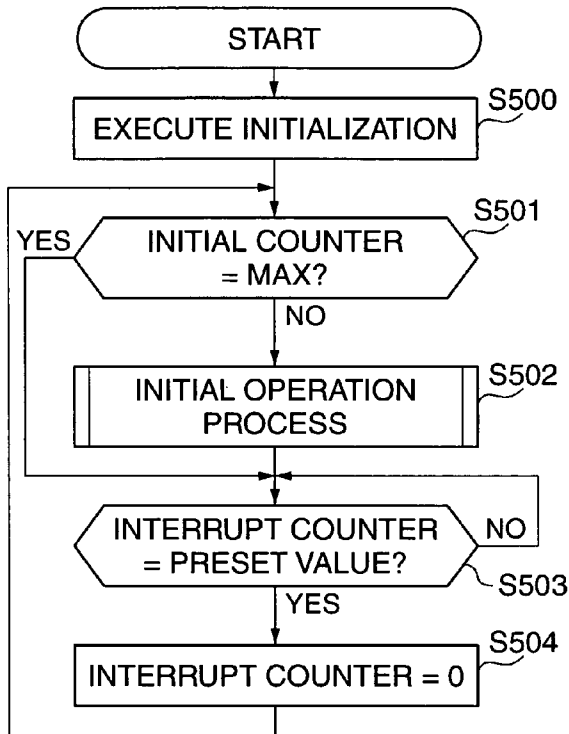 START
S500
EXECUTE INITIALIZATION
S501
YES
INITIAL COUNTER
= MAX?
NO
S502
INITIAL OPERATION
PROCESS
INTERRUPT COUNTER
= PRESET VALUE?
NO
S503
YES
S504
INTERRUPT COUNTER = 0